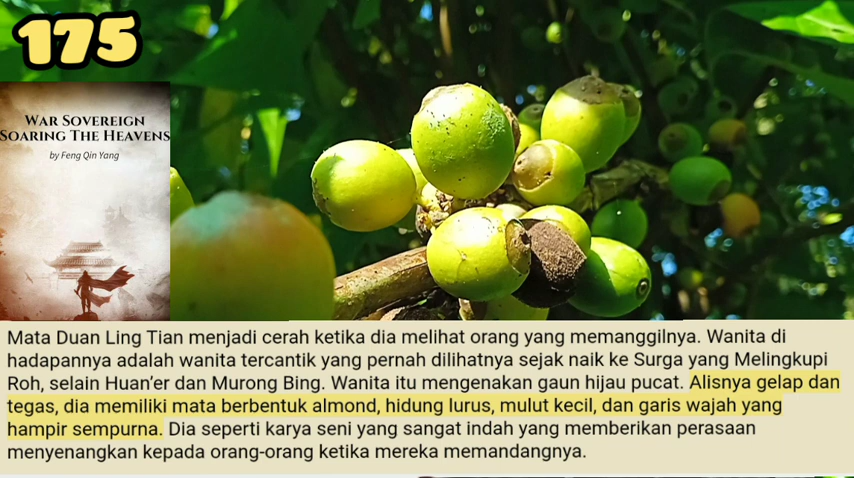 175
WAR SOVEREIGN
SOARING THE HEAVENS
by Feng Qin Yang
Mata Duan Ling Tian menjadi cerah ketika dia melihat orang yang memanggilnya. Wanita di
hadapannya adalah wanita tercantik yang pernah dilihatnya sejak naik ke Surga yang Melingkupi
Roh, selain Huan’er dan Murong Bing. Wanita itu mengenakan gaun hijau pucat. Alisnya gelap dan
tegas, dia memiliki mata berbentuk almond, hidung lurus, mulut kecil, dan garis wajah yang
hampir sempurna. Dia seperti karya seni yang sangat indah yang memberikan perasaan
menyenangkan kepada orang-orang ketika mereka memandangnya.